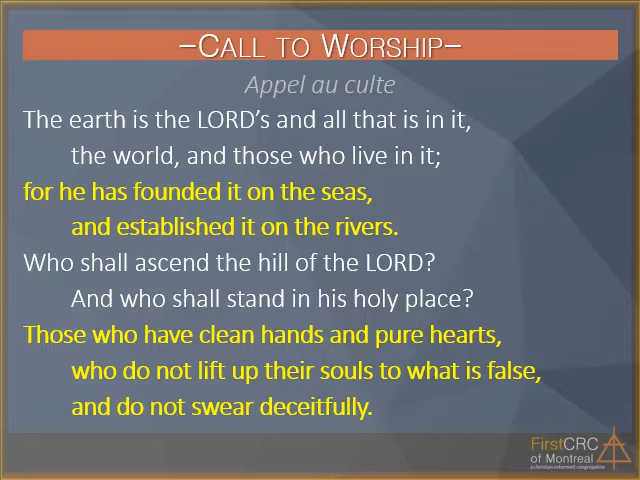 –CALL TO WORSHIP–
Appel au culte
The earth is the LORD’s and all that is in it,
the world, and those who live in it;
for he has founded it on the seas,
and established it on the rivers.
Who shall ascend the hill of the LORD?
And who shall stand in his holy place?
Those who have clean hands and pure hearts,
who do not lift up their souls to what is false,
and do not swear deceitfully.
FirstCRC
of Montreal
a christian reformed congregation